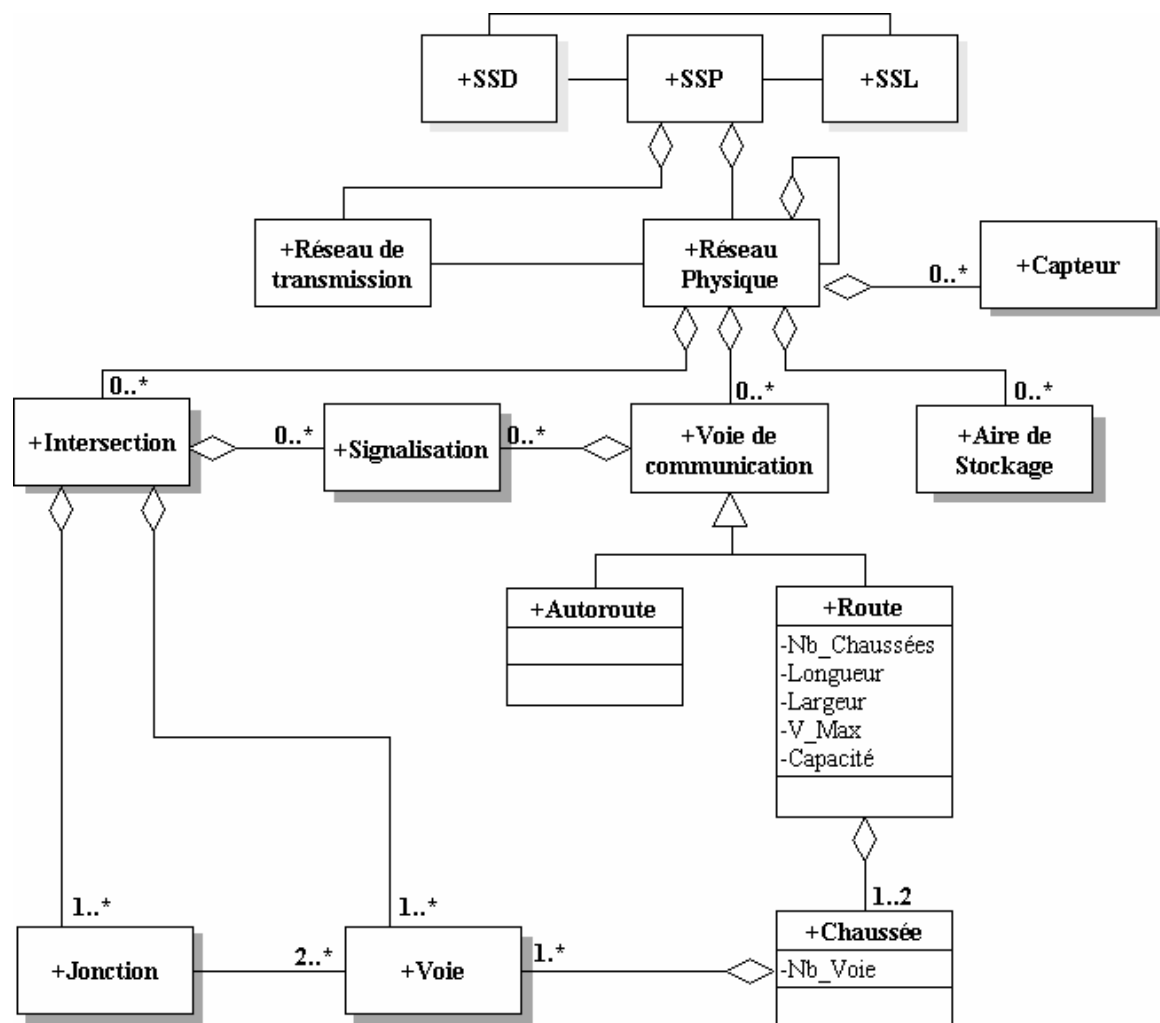 +SSD
+SSP
+SSL
+Réseau de
transmission
+Réseau
Physique
+Capteur
0..*
0..*
0..*
0..*
+Intersection
0..*
+Signalisation
0..*
+Voie de
communication
+Aire de
Stockage
+Autoroute
+Route
-Nb_Chaussées
-Longueur
-Largeur
-V_Max
-Capacité
1..*
1..*
1..2
+Jonction
2..*
+Voie
1.*
+Chaussée
-Nb_Voie